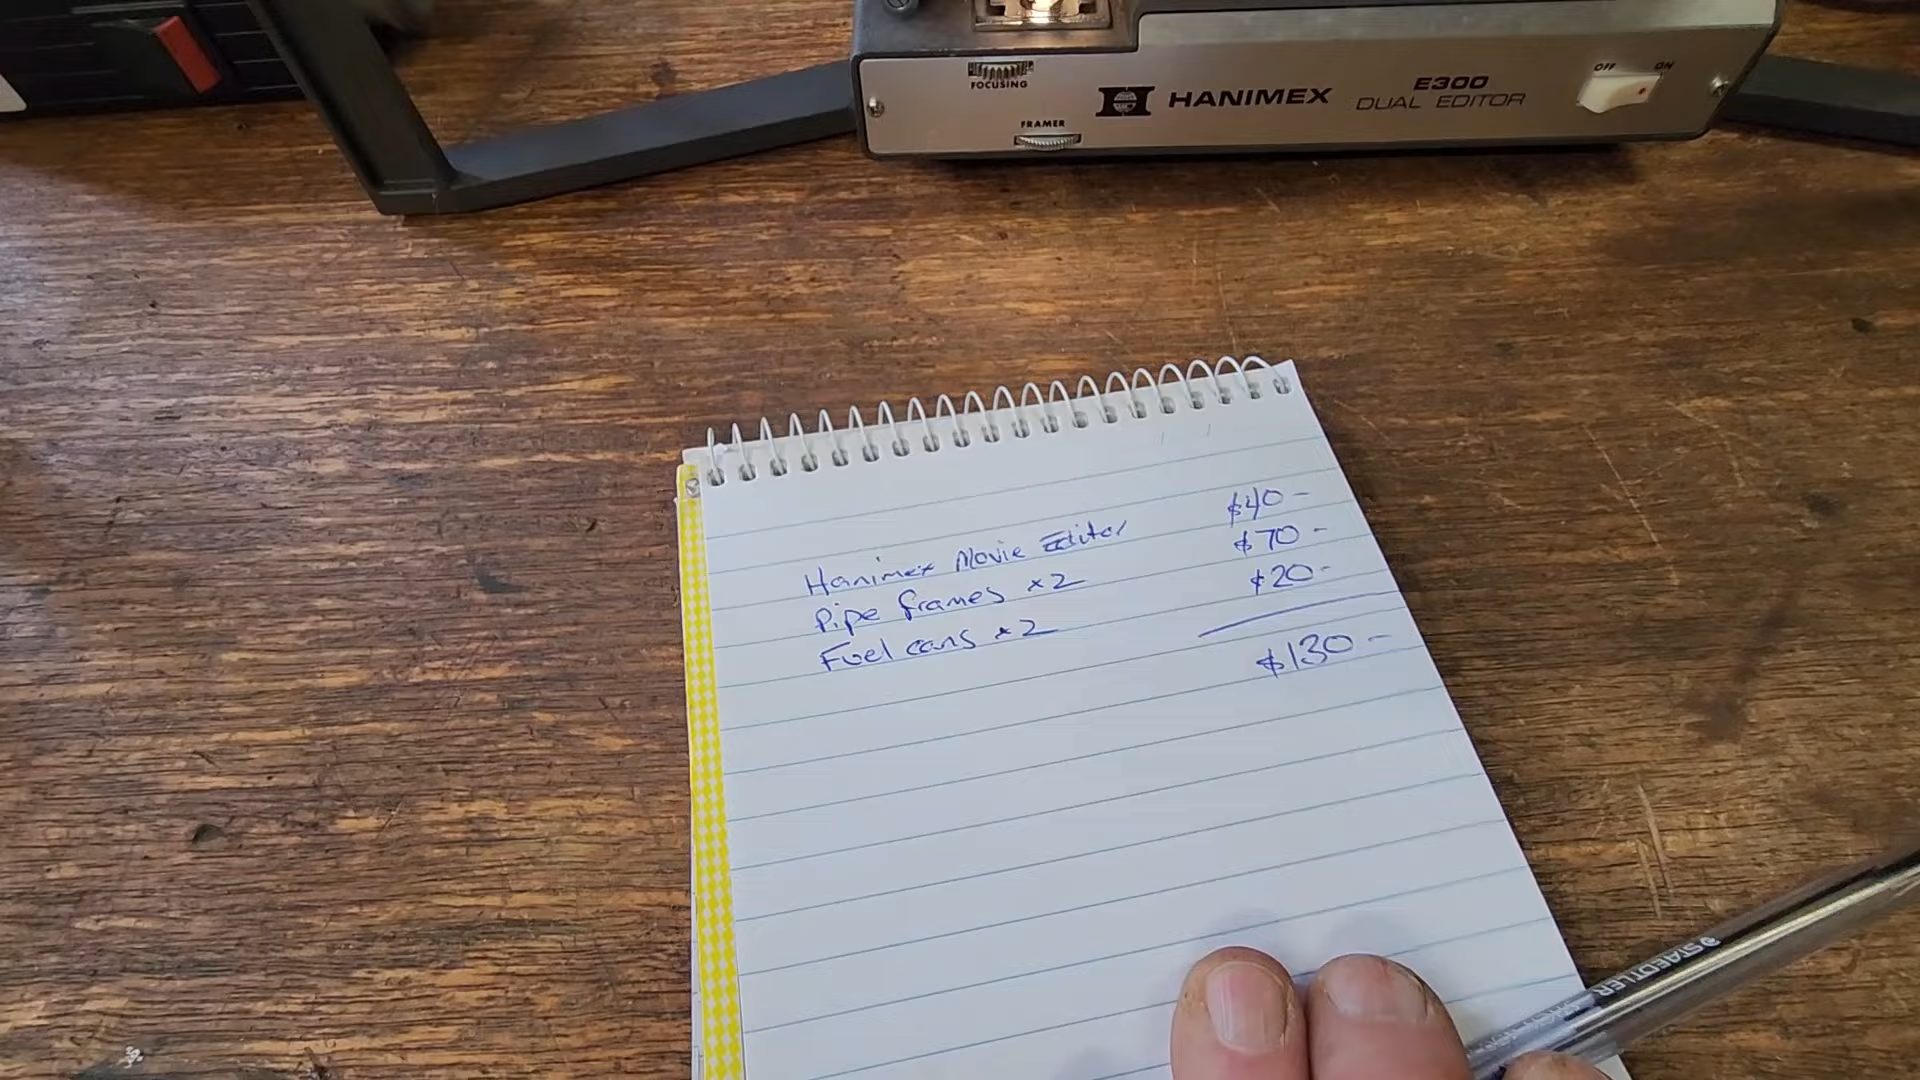 FOCUSING
FRAMER
HANIMEX
E300
DUAL EDITOR
OFF
ON
Hanimex Movie Editor $40 -
Pipe frames x2 $70 -
Fuel cans x2 $20 -
$130 -
STAEDTLER